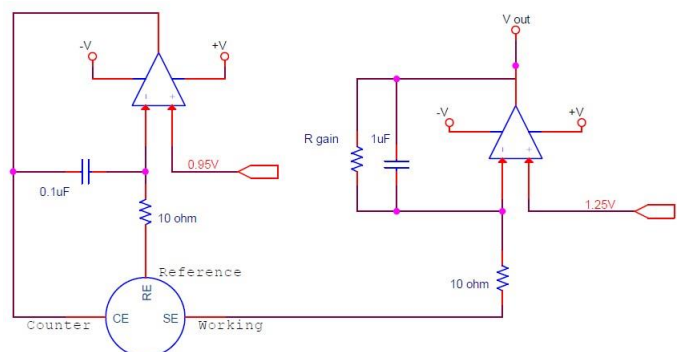 V out
-V
+V
-V
+V
R gain
1uF
-
+
-
+
0.95V
0.1uF
1.25V
10 ohm
Reference
RE
10 ohm
CE
SE
Counter
Working